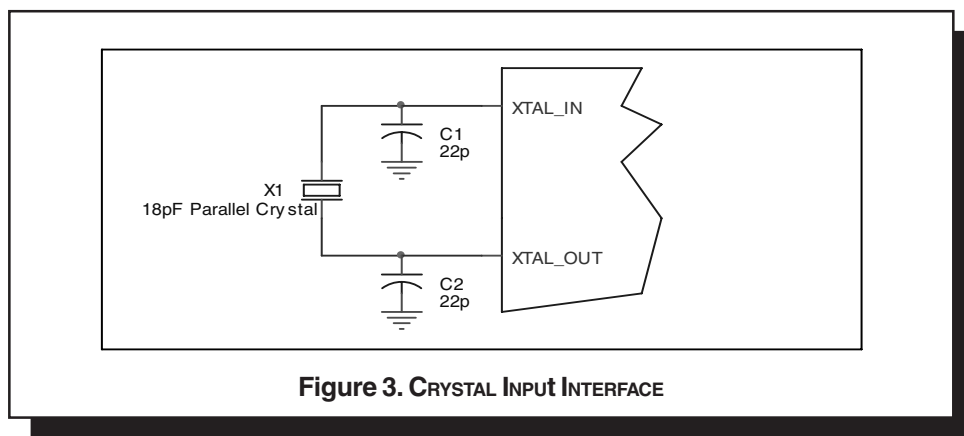 XTAL_IN
C1
22p
X1
18pF Parallel Crystal
XTAL_OUT
C2
22p
Figure 3. CRYSTAL INPUt INTERFACE